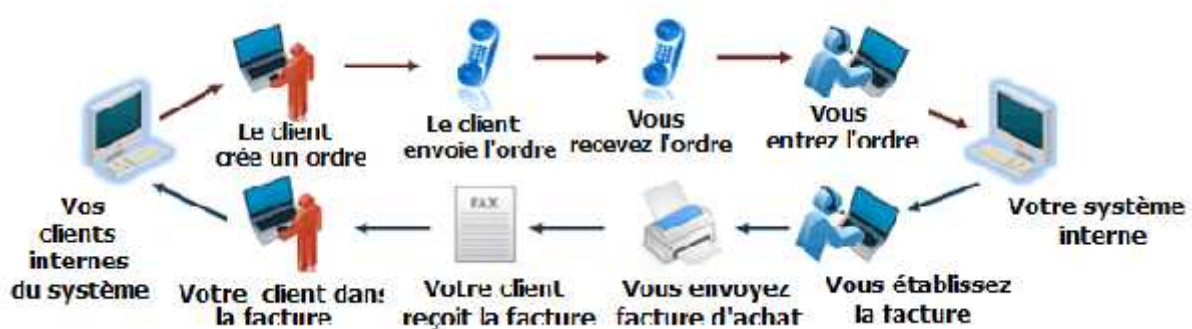 Le client
crée un ordre
Le client
envoie l'ordre
Vous
recevez l'ordre
Vous
entrez l'ordre
Votre système
interne
Vous établissez
la facture
Vous envoyez
facture d'achat
FAX
Votre client
reçoit la facture
Votre client dans
la facture
Vos
clients
internes
du système